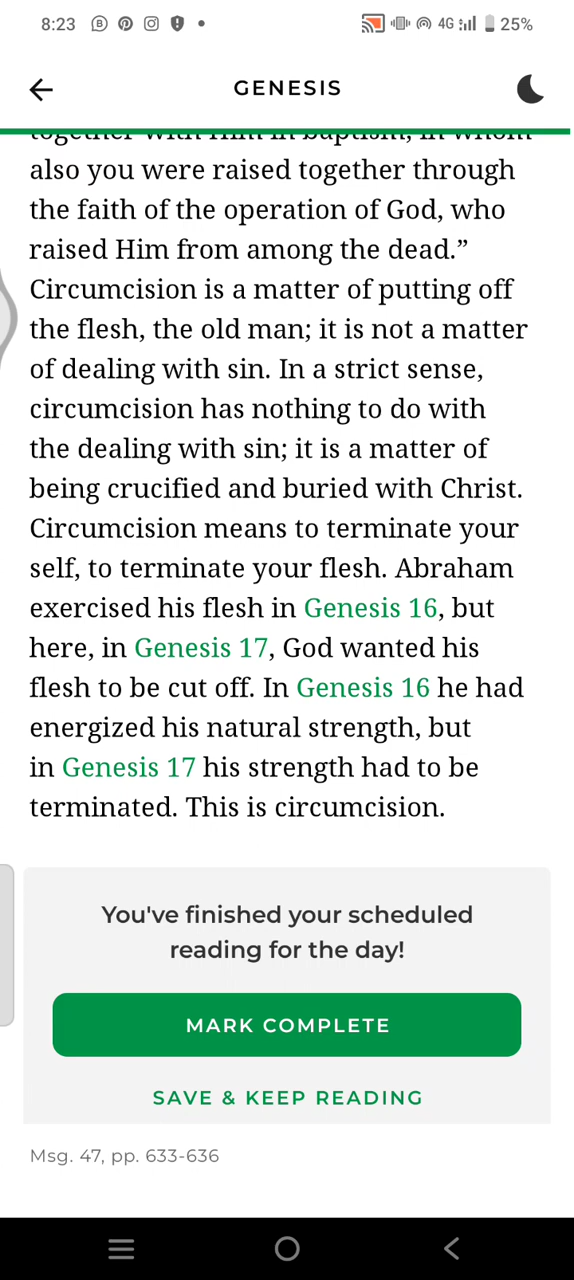 8:23
4G 25%
GENESIS
together with Him in baptism, in whom
also you were raised together through
the faith of the operation of God, who
raised Him from among the dead.”
Circumcision is a matter of putting off
the flesh, the old man; it is not a matter
of dealing with sin. In a strict sense,
circumcision has nothing to do with
the dealing with sin; it is a matter of
being crucified and buried with Christ.
Circumcision means to terminate your
self, to terminate your flesh. Abraham
exercised his flesh in Genesis 16, but
here, in Genesis 17, God wanted his
flesh to be cut off. In Genesis 16 he had
energized his natural strength, but
in Genesis 17 his strength had to be
terminated. This is circumcision.
You've finished your scheduled
reading for the day!
MARK COMPLETE
SAVE & KEEP READING
Msg. 47, pp. 633-636